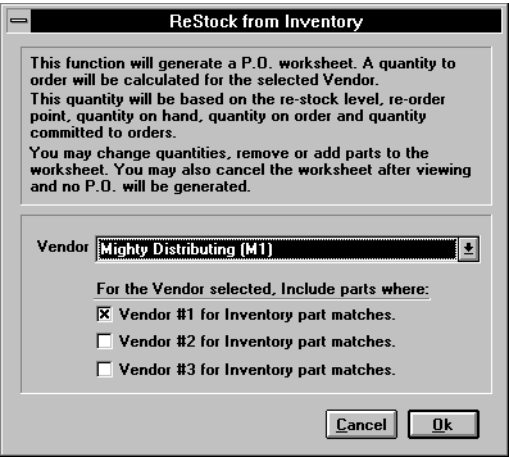 ReStock from Inventory
This function will generate a P.O. worksheet. A quantity to
order will be calculated for the selected Vendor.
This quantity will be based on the re-stock level, re-order
point, quantity on hand, quantity on order and quantity
committed to orders.
You may change quantities, remove or add parts to the
worksheet. You may also cancel the worksheet after viewing
and no P.O. will be generated.
Vendor Mighty Distributing (M1)
For the Vendor selected, Include parts where:
Vendor #1 for Inventory part matches.
Vendor #2 for Inventory part matches.
Vendor #3 for Inventory part matches.
Cancel Ok